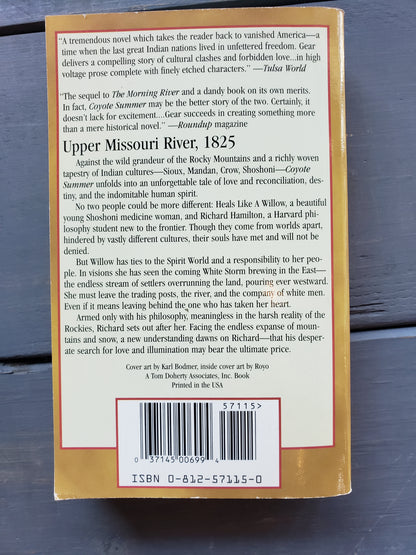 "A tremendous novel which takes the reader back to vanished America—a
time when the last great Indian nations lived in unfettered freedom. Gear
delivers a compelling story of cultural clashes and forbidden love...in high
voltage prose complete with finely etched characters." —Tulsa World
"The sequel to The Morning River and a dandy book on its own merits.
In fact, Coyote Summer may be the better story of the two. Certainly, it
doesn't lack for excitement....Gear succeeds in creating something more
than a mere historical novel." —Roundup magazine
Upper Missouri River, 1825
Against the wild grandeur of the Rocky Mountains and a richly woven
tapestry of Indian cultures—Sioux, Mandan, Crow, Shoshoni—Coyote
Summer unfolds into an unforgettable tale of love and reconciliation, des-
tiny, and the indomitable human spirit.
No two people could be more different: Heals Like A Willow, a beautiful
young Shoshoni medicine woman, and Richard Hamilton, a Harvard phi-
losophy student new to the frontier. Though they come from worlds apart,
hindered by vastly different cultures, their souls have met and will not be
denied.
But Willow has ties to the Spirit World and a responsibility to her peo-
ple. In visions she has seen the coming White Storm brewing in the East—
the endless stream of settlers overrunning the land, pouring ever westward.
She must leave the trading posts, the river, and the company of white men.
Even if it means leaving behind the one who has taken her heart.
Armed only with his philosophy, meaningless in the harsh reality of the
Rockies, Richard sets out after her. Facing the endless expanse of moun-
tains and snow, a new understanding dawns on Richard—that his desper-
ate search for love and illumination may bear the ultimate price.
Cover art by Karl Bodmer, inside cover art by Royo
A Tom Doherty Associates, Inc. Book
Printed in the USA
57115>
0 37145 00699 4
ISBN 0-812-57115-0